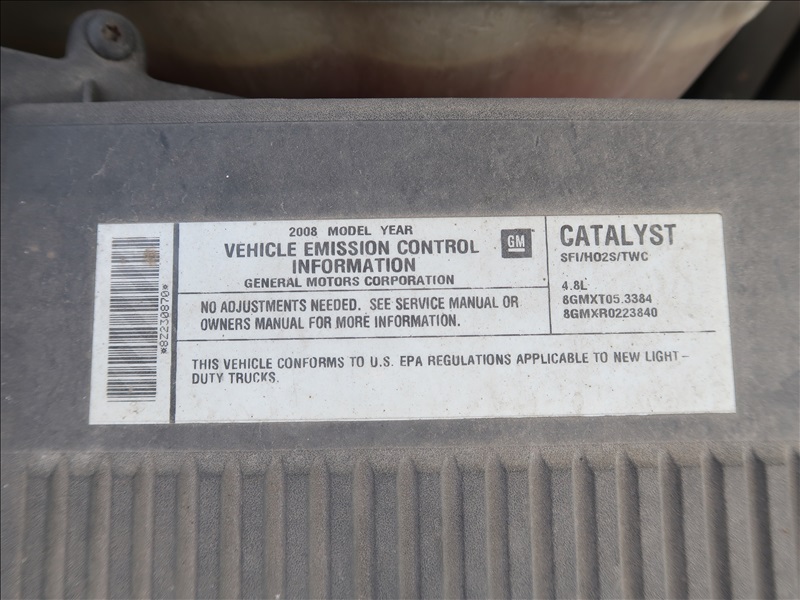 *8Z230870*
2008 MODEL YEAR
VEHICLE EMISSION CONTROL
INFORMATION
GENERAL MOTORS CORPORATION
GM
NO ADJUSTMENTS NEEDED. SEE SERVICE MANUAL OR
OWNERS MANUAL FOR MORE INFORMATION.
CATALYST
SFI/HO2S/TWC
4.8L
8GMXT05.3384
8GMXR0223840
THIS VEHICLE CONFORMS TO U.S. EPA REGULATIONS APPLICABLE TO NEW LIGHT-
DUTY TRUCKS.